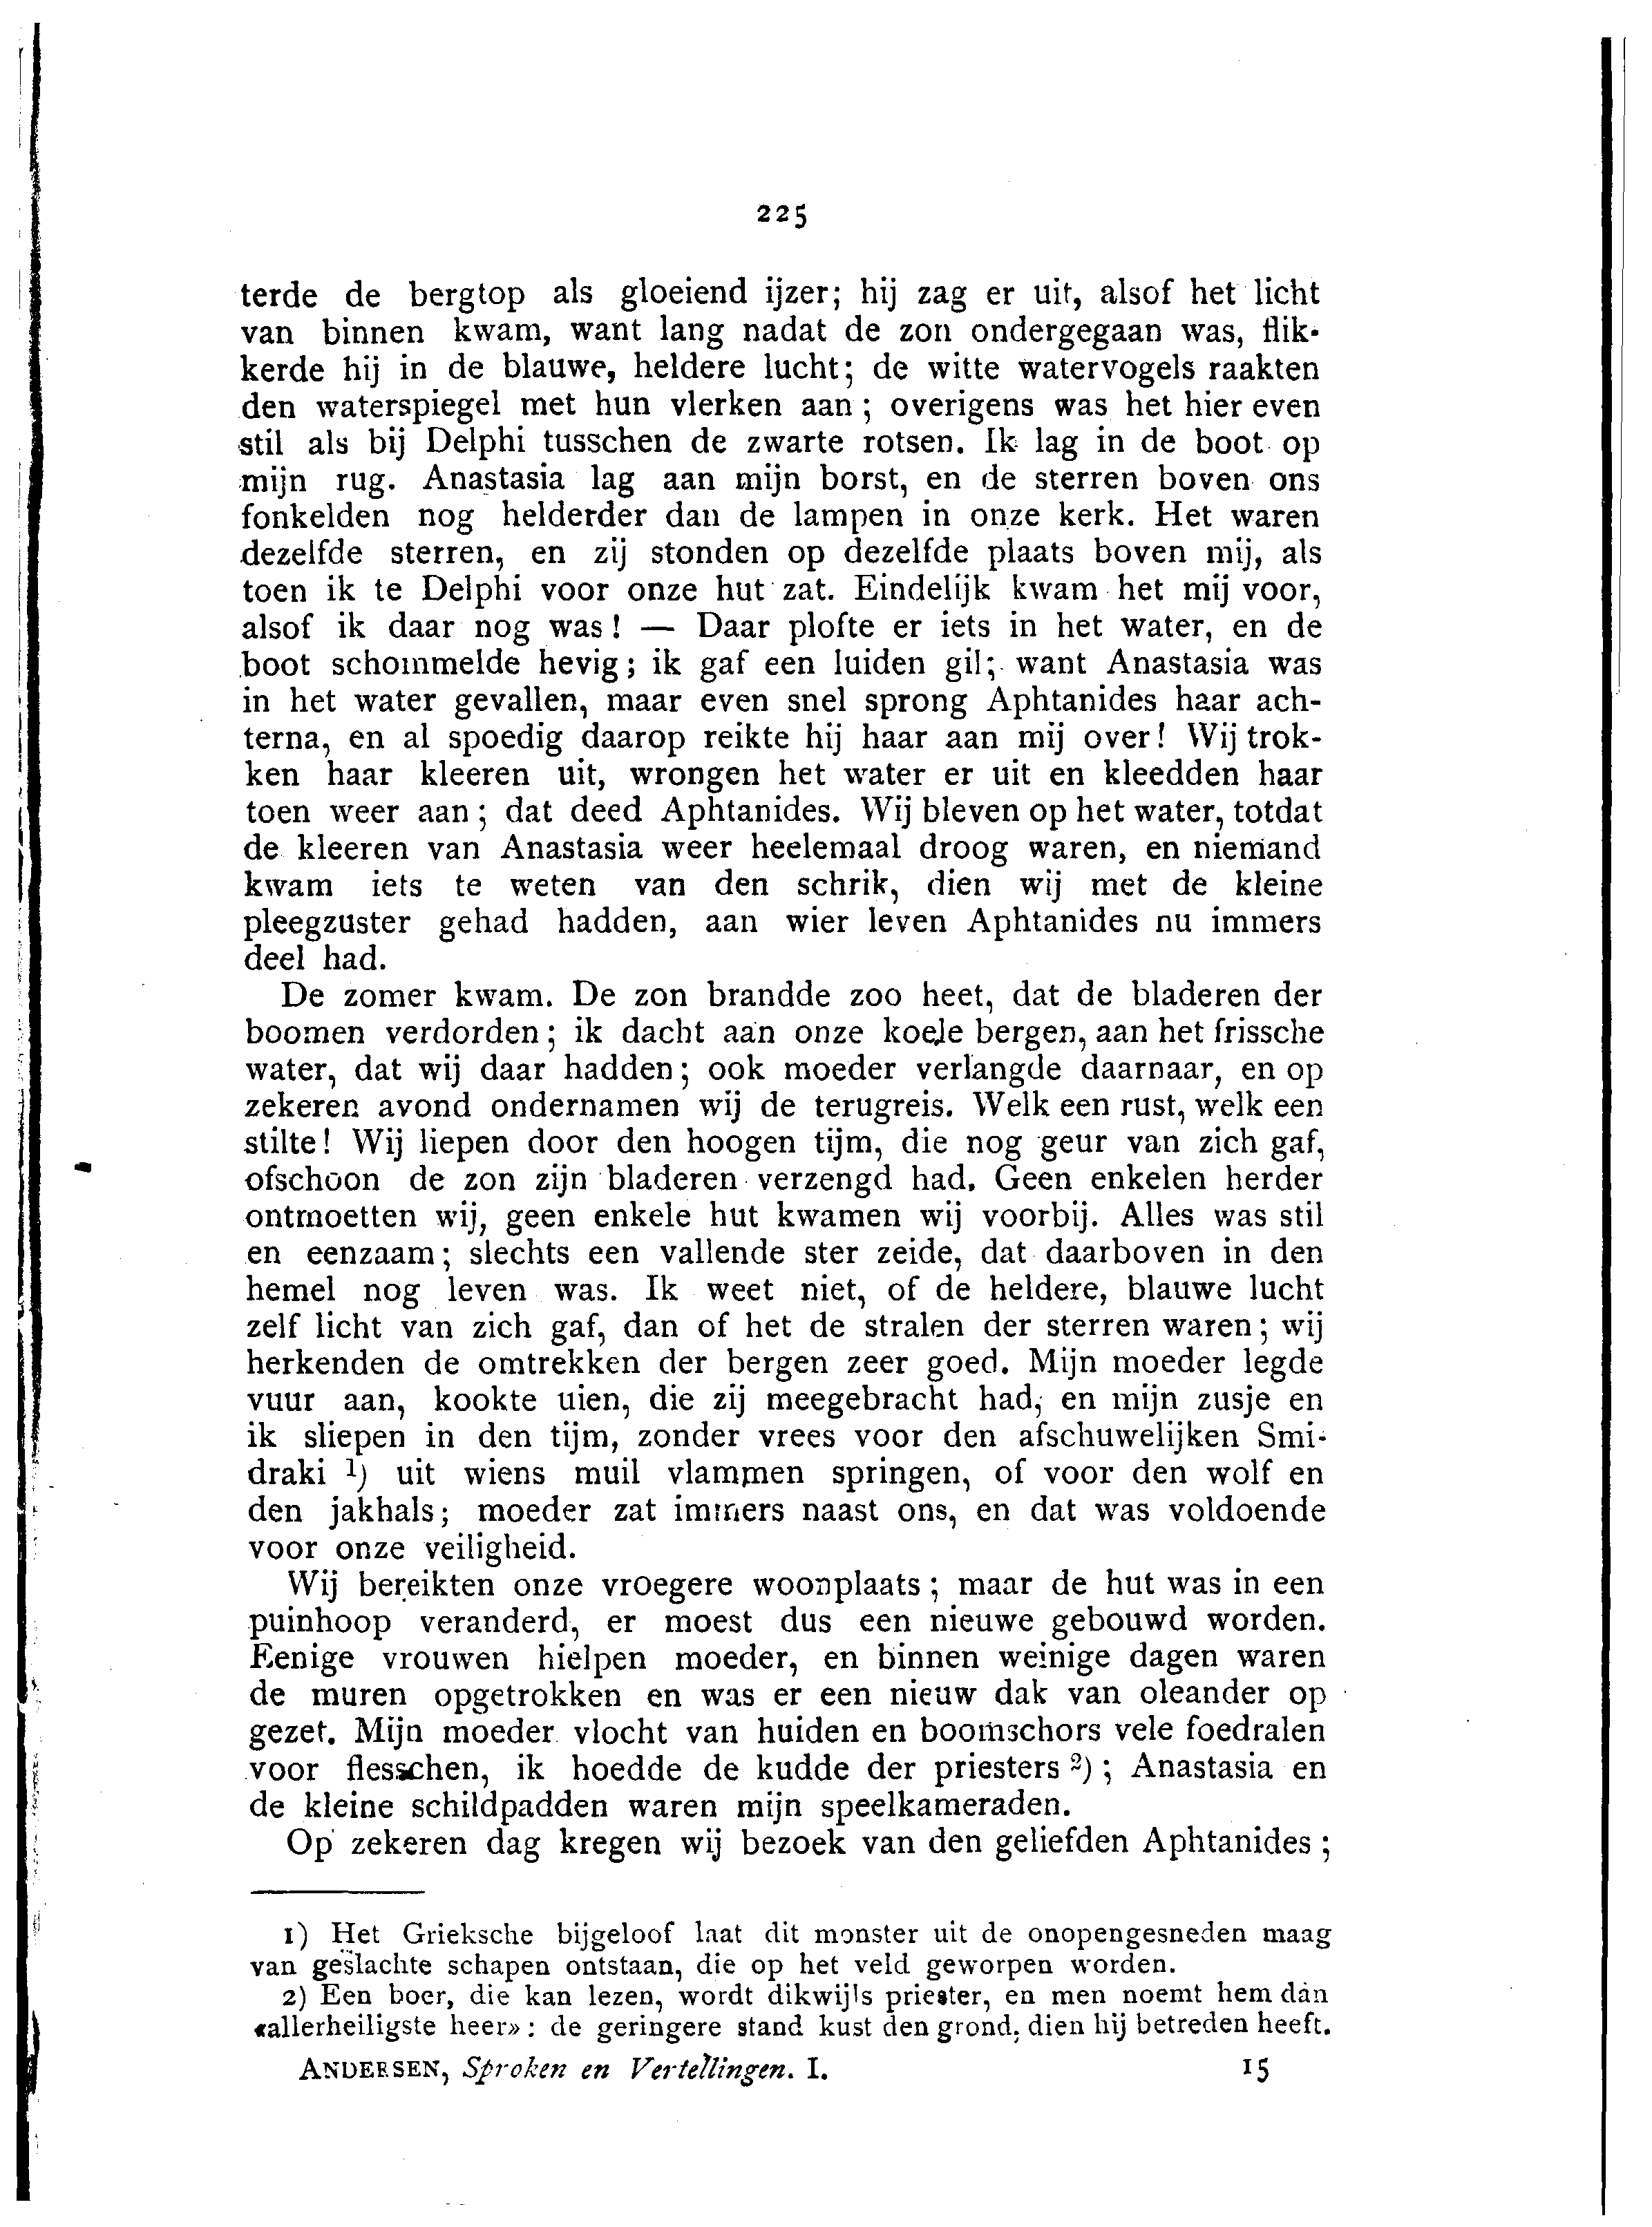 225
terde de bergtop als gloeiend ijzer; hij zag er uit, alsof het licht
van binnen kwam, want lang nadat de zon ondergegaan was, flik-
kerde hij in de blauwe, heldere lucht; de witte watervogels raakten
den waterspiegel met hun vlerken aan; overigens was het hier even
stil als bij Delphi tusschen de zwarte rotsen. Ik lag in de boot op
mijn rug. Anastasia lag aan mijn borst, en de sterren boven ons
fonkelden nog helderder dan de lampen in onze kerk. Het waren
dezelfde sterren, en zij stonden op dezelfde plaats boven mij, als
toen ik te Delphi voor onze hut zat. Eindelijk kwam het mij voor,
alsof ik daar nog was! — Daar plofte er iets in het water, en de
boot schommelde hevig; ik gaf een luiden gil; want Anastasia was
in het water gevallen, maar even snel sprong Aphtanides haar ach-
terna, en al spoedig daarop reikte hij haar aan mij over! Wij trok-
ken haar kleeren uit, wrongen het water er uit en kleedden haar
toen weer aan; dat deed Aphtanides. Wij bleven op het water, totdat
de kleeren van Anastasia weer heelemaal droog waren, en niemand
kwam iets te weten van den schrik, dien wij met de kleine
pleegzuster gehad hadden, aan wier leven Aphtanides nu immers
deel had.
De zomer kwam. De zon brandde zoo heet, dat de bladeren der
boomen verdorden; ik dacht aan onze koele bergen, aan het frissche
water, dat wij daar hadden; ook moeder verlangde daarnaar, en op
zekeren avond ondernamen wij de terugreis. Welk een rust, welk een
stilte! Wij liepen door den hoogen tijm, die nog geur van zich gaf,
ofschoon de zon zijn bladeren verzengd had. Geen enkelen herder
ontmoetten wij, geen enkele hut kwamen wij voorbij. Alles was stil
en eenzaam; slechts een vallende ster zeide, dat daarboven in den
hemel nog leven was. Ik weet niet, of de heldere, blauwe lucht
zelf licht van zich gaf, dan of het de stralen der sterren waren; wij
herkenden de omtrekken der bergen zeer goed. Mijn moeder legde
vuur aan, kookte uien, die zij meegebracht had, en mijn zusje en
ik sliepen in den tijm, zonder vrees voor den afschuwelijken Smi-
draki 1) uit wiens muil vlammen springen, of voor den wolf en
den jakhals; moeder zat immers naast ons, en dat was voldoende
voor onze veiligheid.
Wij bereikten onze vroegere woonplaats; maar de hut was in een
puinhoop veranderd, er moest dus een nieuwe gebouwd worden.
Eenige vrouwen hielpen moeder, en binnen weinige dagen waren
de muren opgetrokken en was er een nieuw dak van oleander op
gezet. Mijn moeder vlocht van huiden en boomschors vele foedralen
voor flesschen, ik hoedde de kudde der priesters 2); Anastasia en
de kleine schildpadden waren mijn speelkameraden.
Op zekeren dag kregen wij bezoek van den geliefden Aphtanides;
1) Het Grieksche bijgeloof laat dit monster uit de onopengesneden maag
van geslachte schapen ontstaan, die op het veld geworpen worden.
2) Een boer, die kan lezen, wordt dikwijls priester, en men noemt hem dan
«allerheiligste heer»: de geringere stand kust den grond, dien hij betreden heeft.
ANDERSEN, Sproken en Vertellingen. I. 15